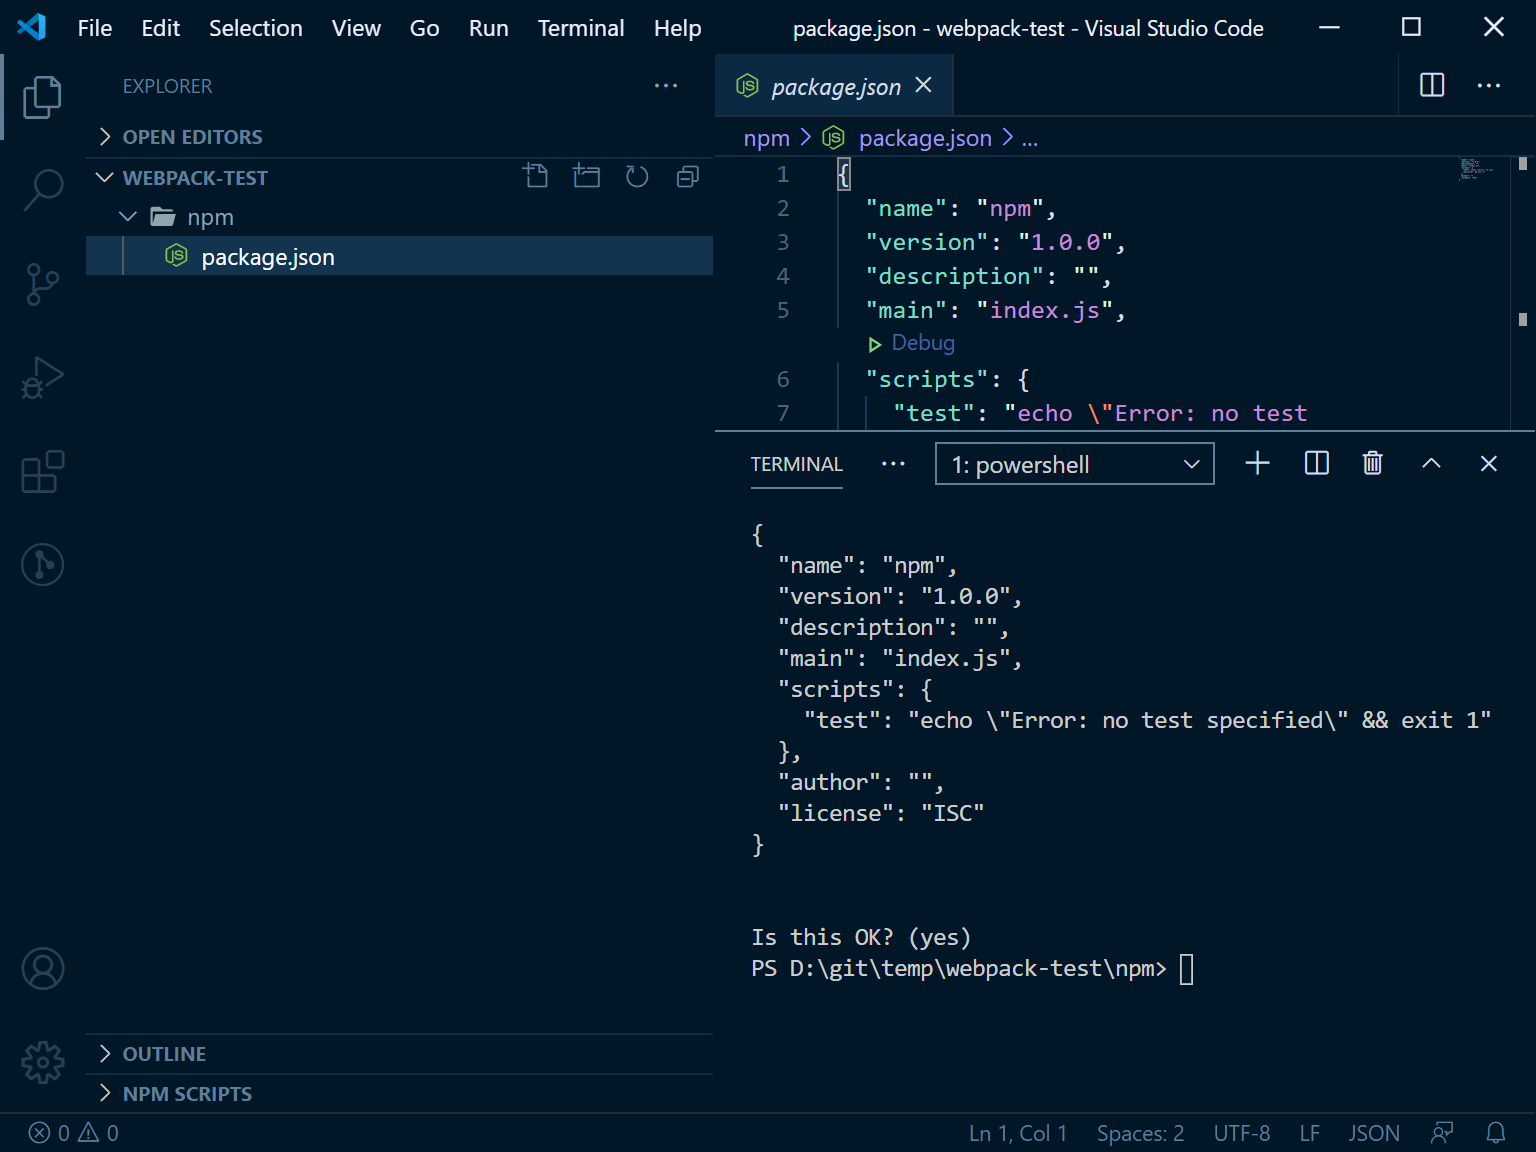 File Edit Selection View Go Run Terminal Help
package.json - webpack-test - Visual Studio Code
EXPLORER
OPEN EDITORS
WEBPACK-TEST
npm
package.json
OUTLINE
NPM SCRIPTS
package.json
npm > package.json > ...
1 {
2 "name": "npm",
3 "version": "1.0.0",
4 "description": "",
5 "main": "index.js",
Debug
6 "scripts": {
7 "test": "echo \"Error: no test
TERMINAL
1: powershell
{
"name": "npm",
"version": "1.0.0",
"description": "",
"main": "index.js",
"scripts": {
"test": "echo \"Error: no test specified\" && exit 1"
},
"author": "",
"license": "ISC"
}
Is this OK? (yes)
PS D:\git\temp\webpack-test\npm>
0 0
Ln 1, Col 1 Spaces: 2 UTF-8 LF JSON